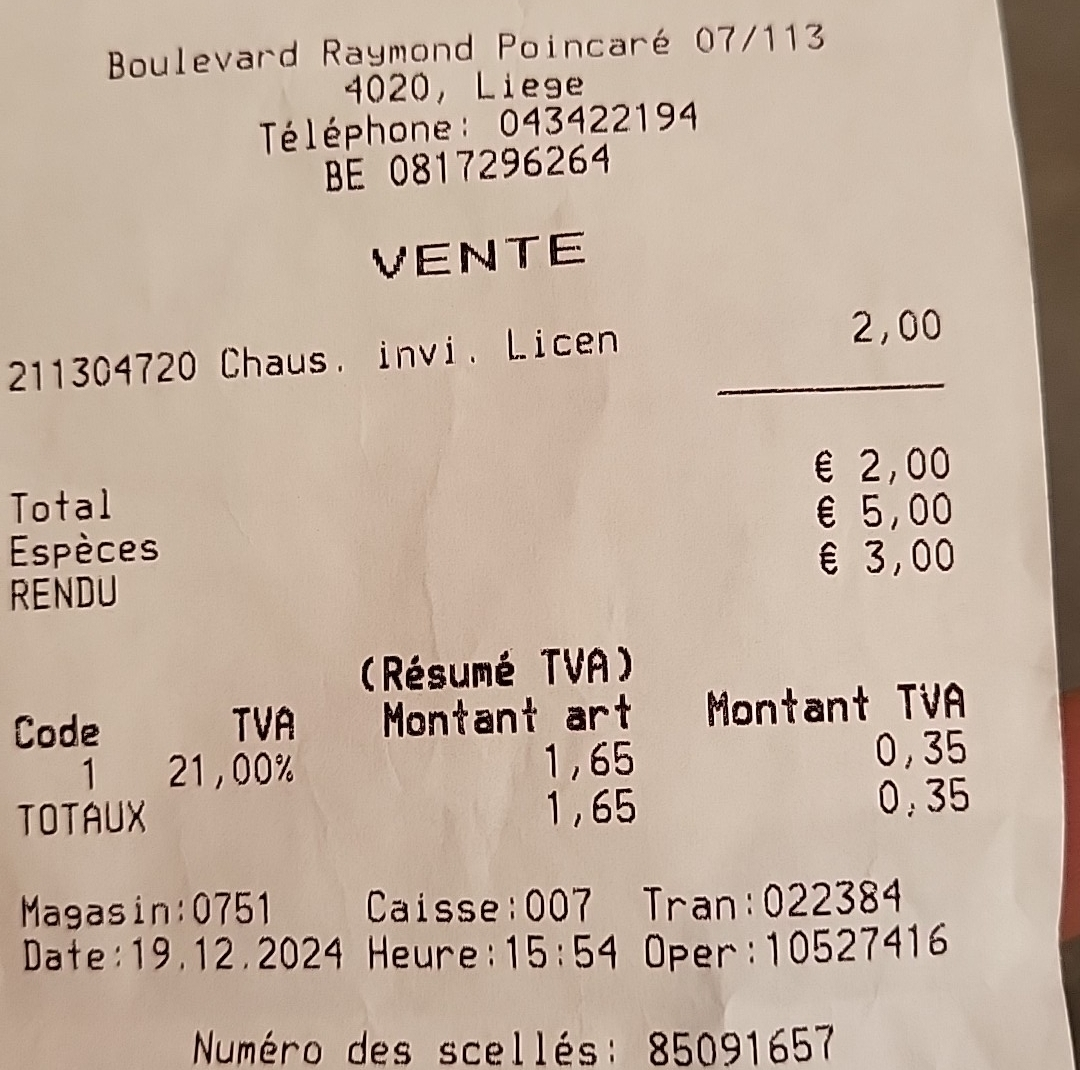 Boulevard Raymond Poincaré 07/113
4020, Liege
Téléphone: 043422194
BE 0817296264
VENTE
211304720 Chaus. invi. Licen 2,00
Total € 2,00
Espèces € 5,00
RENDU € 3,00
(Résumé TVA)
Code TVA Montant art Montant TVA
1 21,00% 1,65 0,35
TOTAUX 1,65 0,35
Magasin:0751 Caisse:007 Tran:022384
Date:19.12.2024 Heure:15:54 Oper:10527416
Numéro des scellés: 85091657